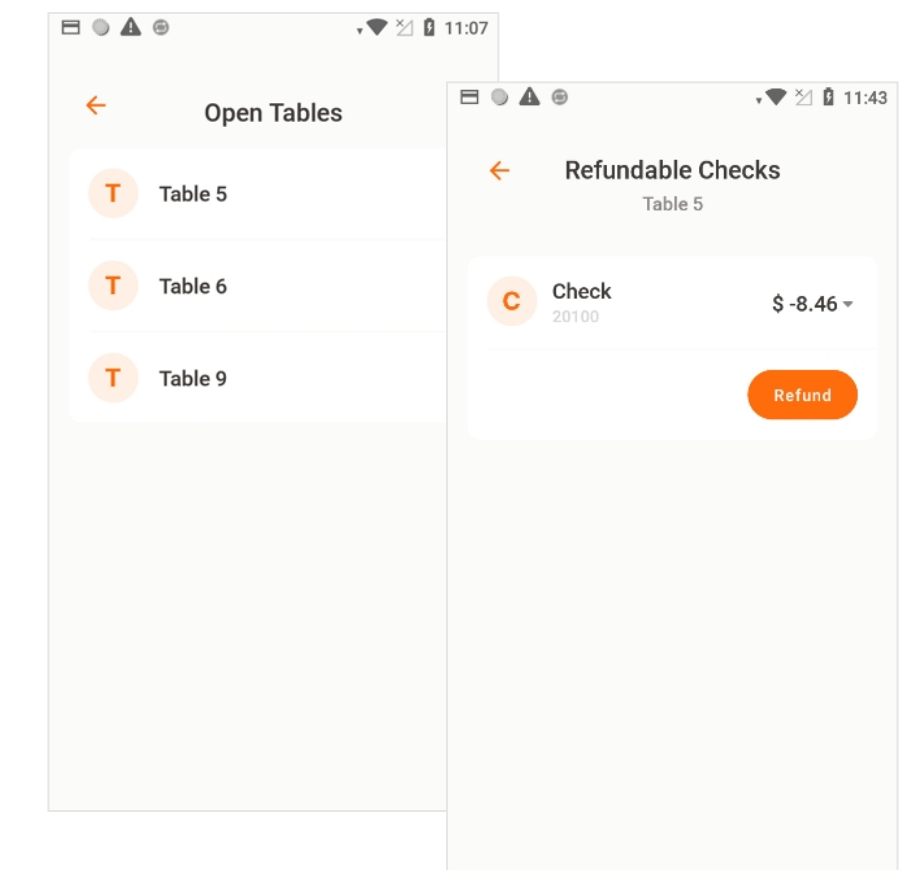 11:07
Open Tables
T Table 5
T Table 6
T Table 9
11:43
Refundable Checks
Table 5
C Check $ -8.46
20100
Refund